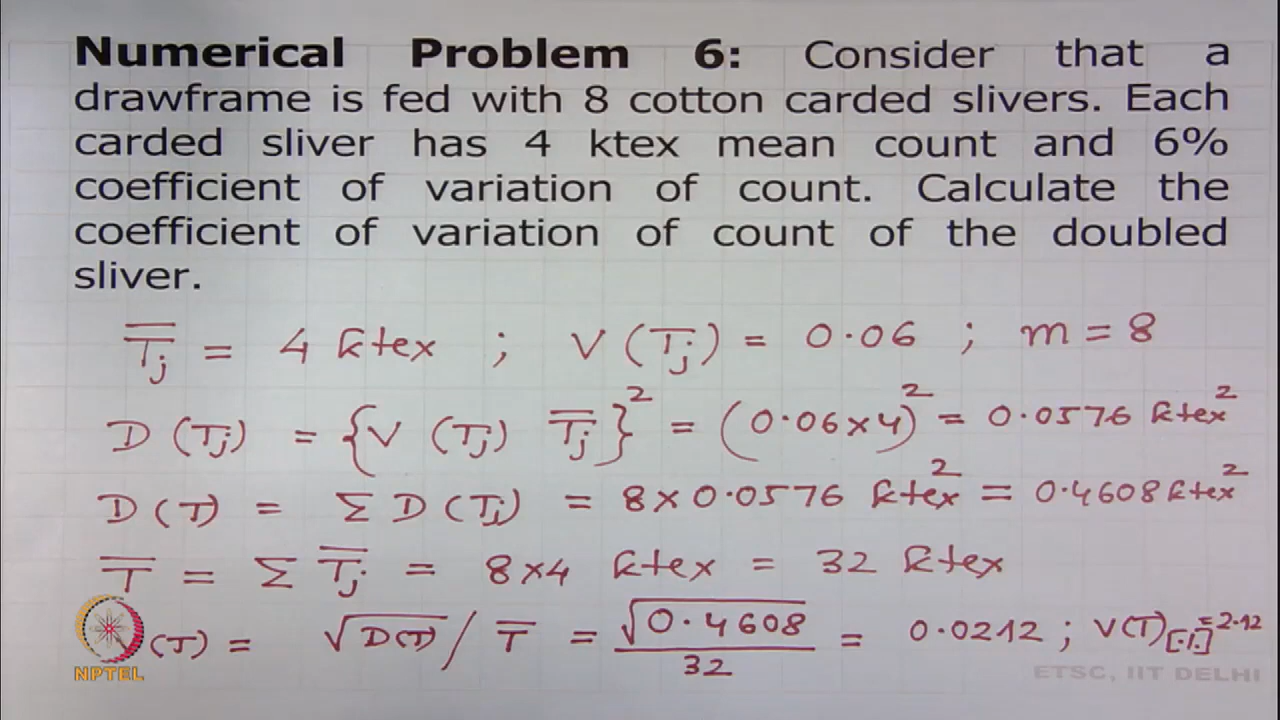 Numerical Problem 6: Consider that a
drawframe is fed with 8 cotton carded slivers. Each
carded sliver has 4 ktex mean count and 6%
coefficient of variation of count. Calculate the
coefficient of variation of count of the doubled
sliver.
T̅j = 4 ktex ; V (Tj) = 0.06 ; m = 8
D (Tj) = {V (Tj) T̅j}² = (0.06×4)² = 0.0576 ktex²
D (T) = Σ D (Tj) = 8×0.0576 ktex² = 0.4608 ktex²
T̅ = Σ T̅j = 8×4 ktex = 32 ktex
(T) = √D(T) / T̅ = √0.4608 / 32 = 0.0212 ; V(T)[%] = 2.12
NPTEL
ETSC, IIT DELHI